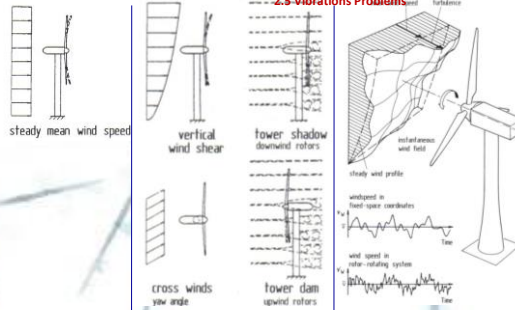 2.5 Vibrations Problems
turbulence
steady mean wind speed
vertical
wind shear
tower shadow
downwind rotors
instantaneous
wind field
steady wind profile
windspeed in
fixed-space coordinates
Time
wind speed in
rotor-rotating system
Time
cross winds
yaw angle
tower dam
upwind rotors